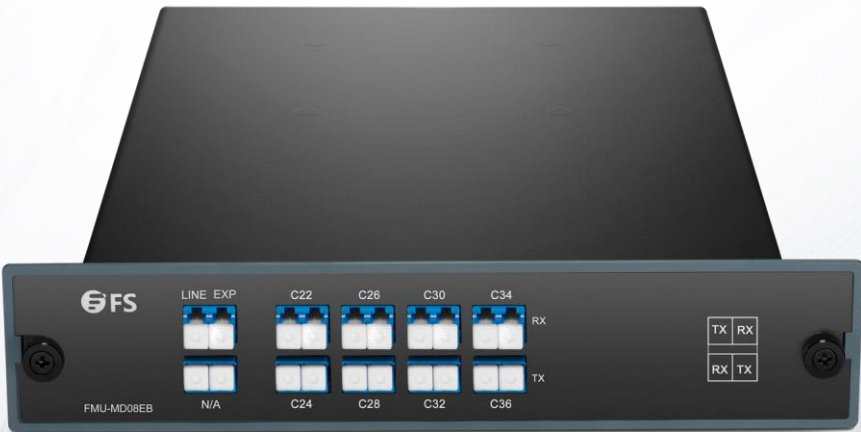 FS
LINE EXP C22 C26 C30 C34
RX
TX RX
RX TX
TX
FMU-MD08EB N/A C24 C28 C32 C36